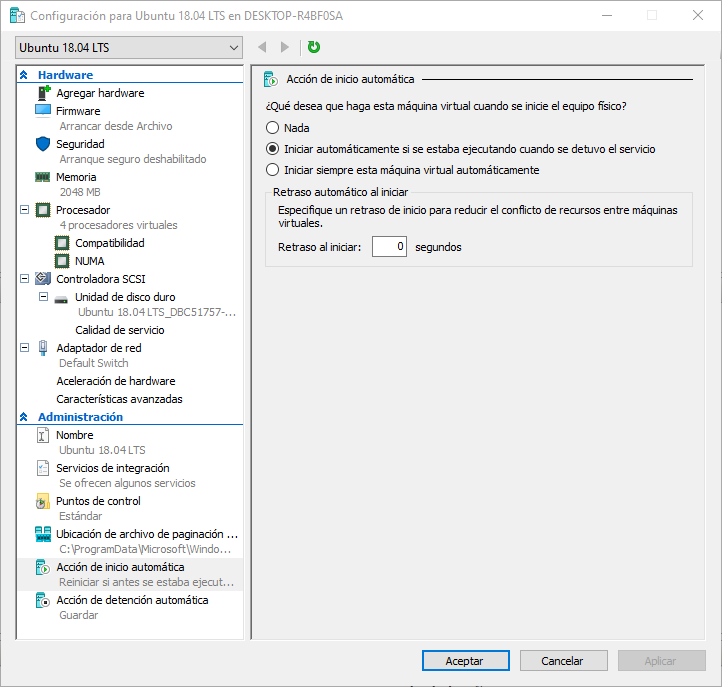 Configuración para Ubuntu 18.04 LTS en DESKTOP-R4BF0SA
Ubuntu 18.04 LTS
Hardware
Agregar hardware
Firmware
Arrancar desde Archivo
Seguridad
Arranque seguro deshabilitado
Memoria
2048 MB
Procesador
4 procesadores virtuales
Compatibilidad
NUMA
Controladora SCSI
Unidad de disco duro
Ubuntu 18.04 LTS_DBC51757-...
Calidad de servicio
Adaptador de red
Default Switch
Aceleración de hardware
Características avanzadas
Administración
Nombre
Ubuntu 18.04 LTS
Servicios de integración
Se ofrecen algunos servicios
Puntos de control
Estándar
Ubicación de archivo de paginación ...
C:\ProgramData\Microsoft\Windo...
Acción de inicio automática
Reiniciar si antes se estaba ejecut...
Acción de detención automática
Guardar
Acción de inicio automática
¿Qué desea que haga esta máquina virtual cuando se inicie el equipo físico?
Nada
Iniciar automáticamente si se estaba ejecutando cuando se detuvo el servicio
Iniciar siempre esta máquina virtual automáticamente
Retraso automático al iniciar
Especifique un retraso de inicio para reducir el conflicto de recursos entre máquinas
virtuales.
Retraso al iniciar: 0 segundos
Aceptar
Cancelar
Aplicar